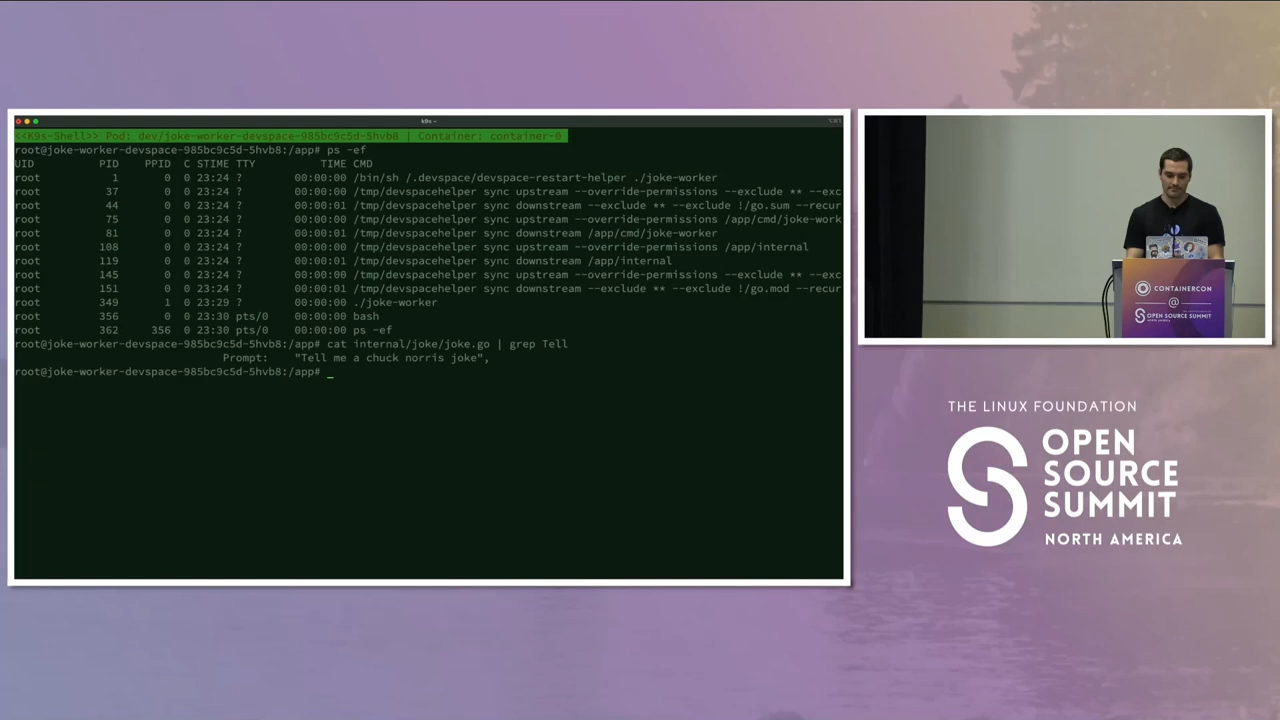 k9s ~
<<K9s-Shell>> Pod: dev/joke-worker-devspace-985bc9c5d-5hvb8 | Container: container-0
root@joke-worker-devspace-985bc9c5d-5hvb8:/app# ps -ef
UID PID PPID C STIME TTY TIME CMD
root 1 0 0 23:24 ? 00:00:00 /bin/sh /.devspace/devspace-restart-helper ./joke-worker
root 37 0 0 23:24 ? 00:00:00 /tmp/devspacehelper sync upstream --override-permissions --exclude ** --exc
root 44 0 0 23:24 ? 00:00:01 /tmp/devspacehelper sync downstream --exclude ** --exclude !/go.sum --recur
root 75 0 0 23:24 ? 00:00:00 /tmp/devspacehelper sync upstream --override-permissions /app/cmd/joke-work
root 81 0 0 23:24 ? 00:00:01 /tmp/devspacehelper sync downstream /app/cmd/joke-worker
root 108 0 0 23:24 ? 00:00:00 /tmp/devspacehelper sync upstream --override-permissions /app/internal
root 119 0 0 23:24 ? 00:00:01 /tmp/devspacehelper sync downstream /app/internal
root 145 0 0 23:24 ? 00:00:00 /tmp/devspacehelper sync upstream --override-permissions --exclude ** --exc
root 151 0 0 23:24 ? 00:00:01 /tmp/devspacehelper sync downstream --exclude ** --exclude !/go.mod --recur
root 349 1 0 23:29 ? 00:00:00 ./joke-worker
root 356 0 0 23:30 pts/0 00:00:00 bash
root 362 356 0 23:30 pts/0 00:00:00 ps -ef
root@joke-worker-devspace-985bc9c5d-5hvb8:/app# cat internal/joke/joke.go | grep Tell
Prompt: "Tell me a chuck norris joke",
root@joke-worker-devspace-985bc9c5d-5hvb8:/app# _
CONTAINERCON
@
OPEN SOURCE SUMMIT
NORTH AMERICA
THE LINUX FOUNDATION
OPEN
SOURCE
SUMMIT
NORTH AMERICA